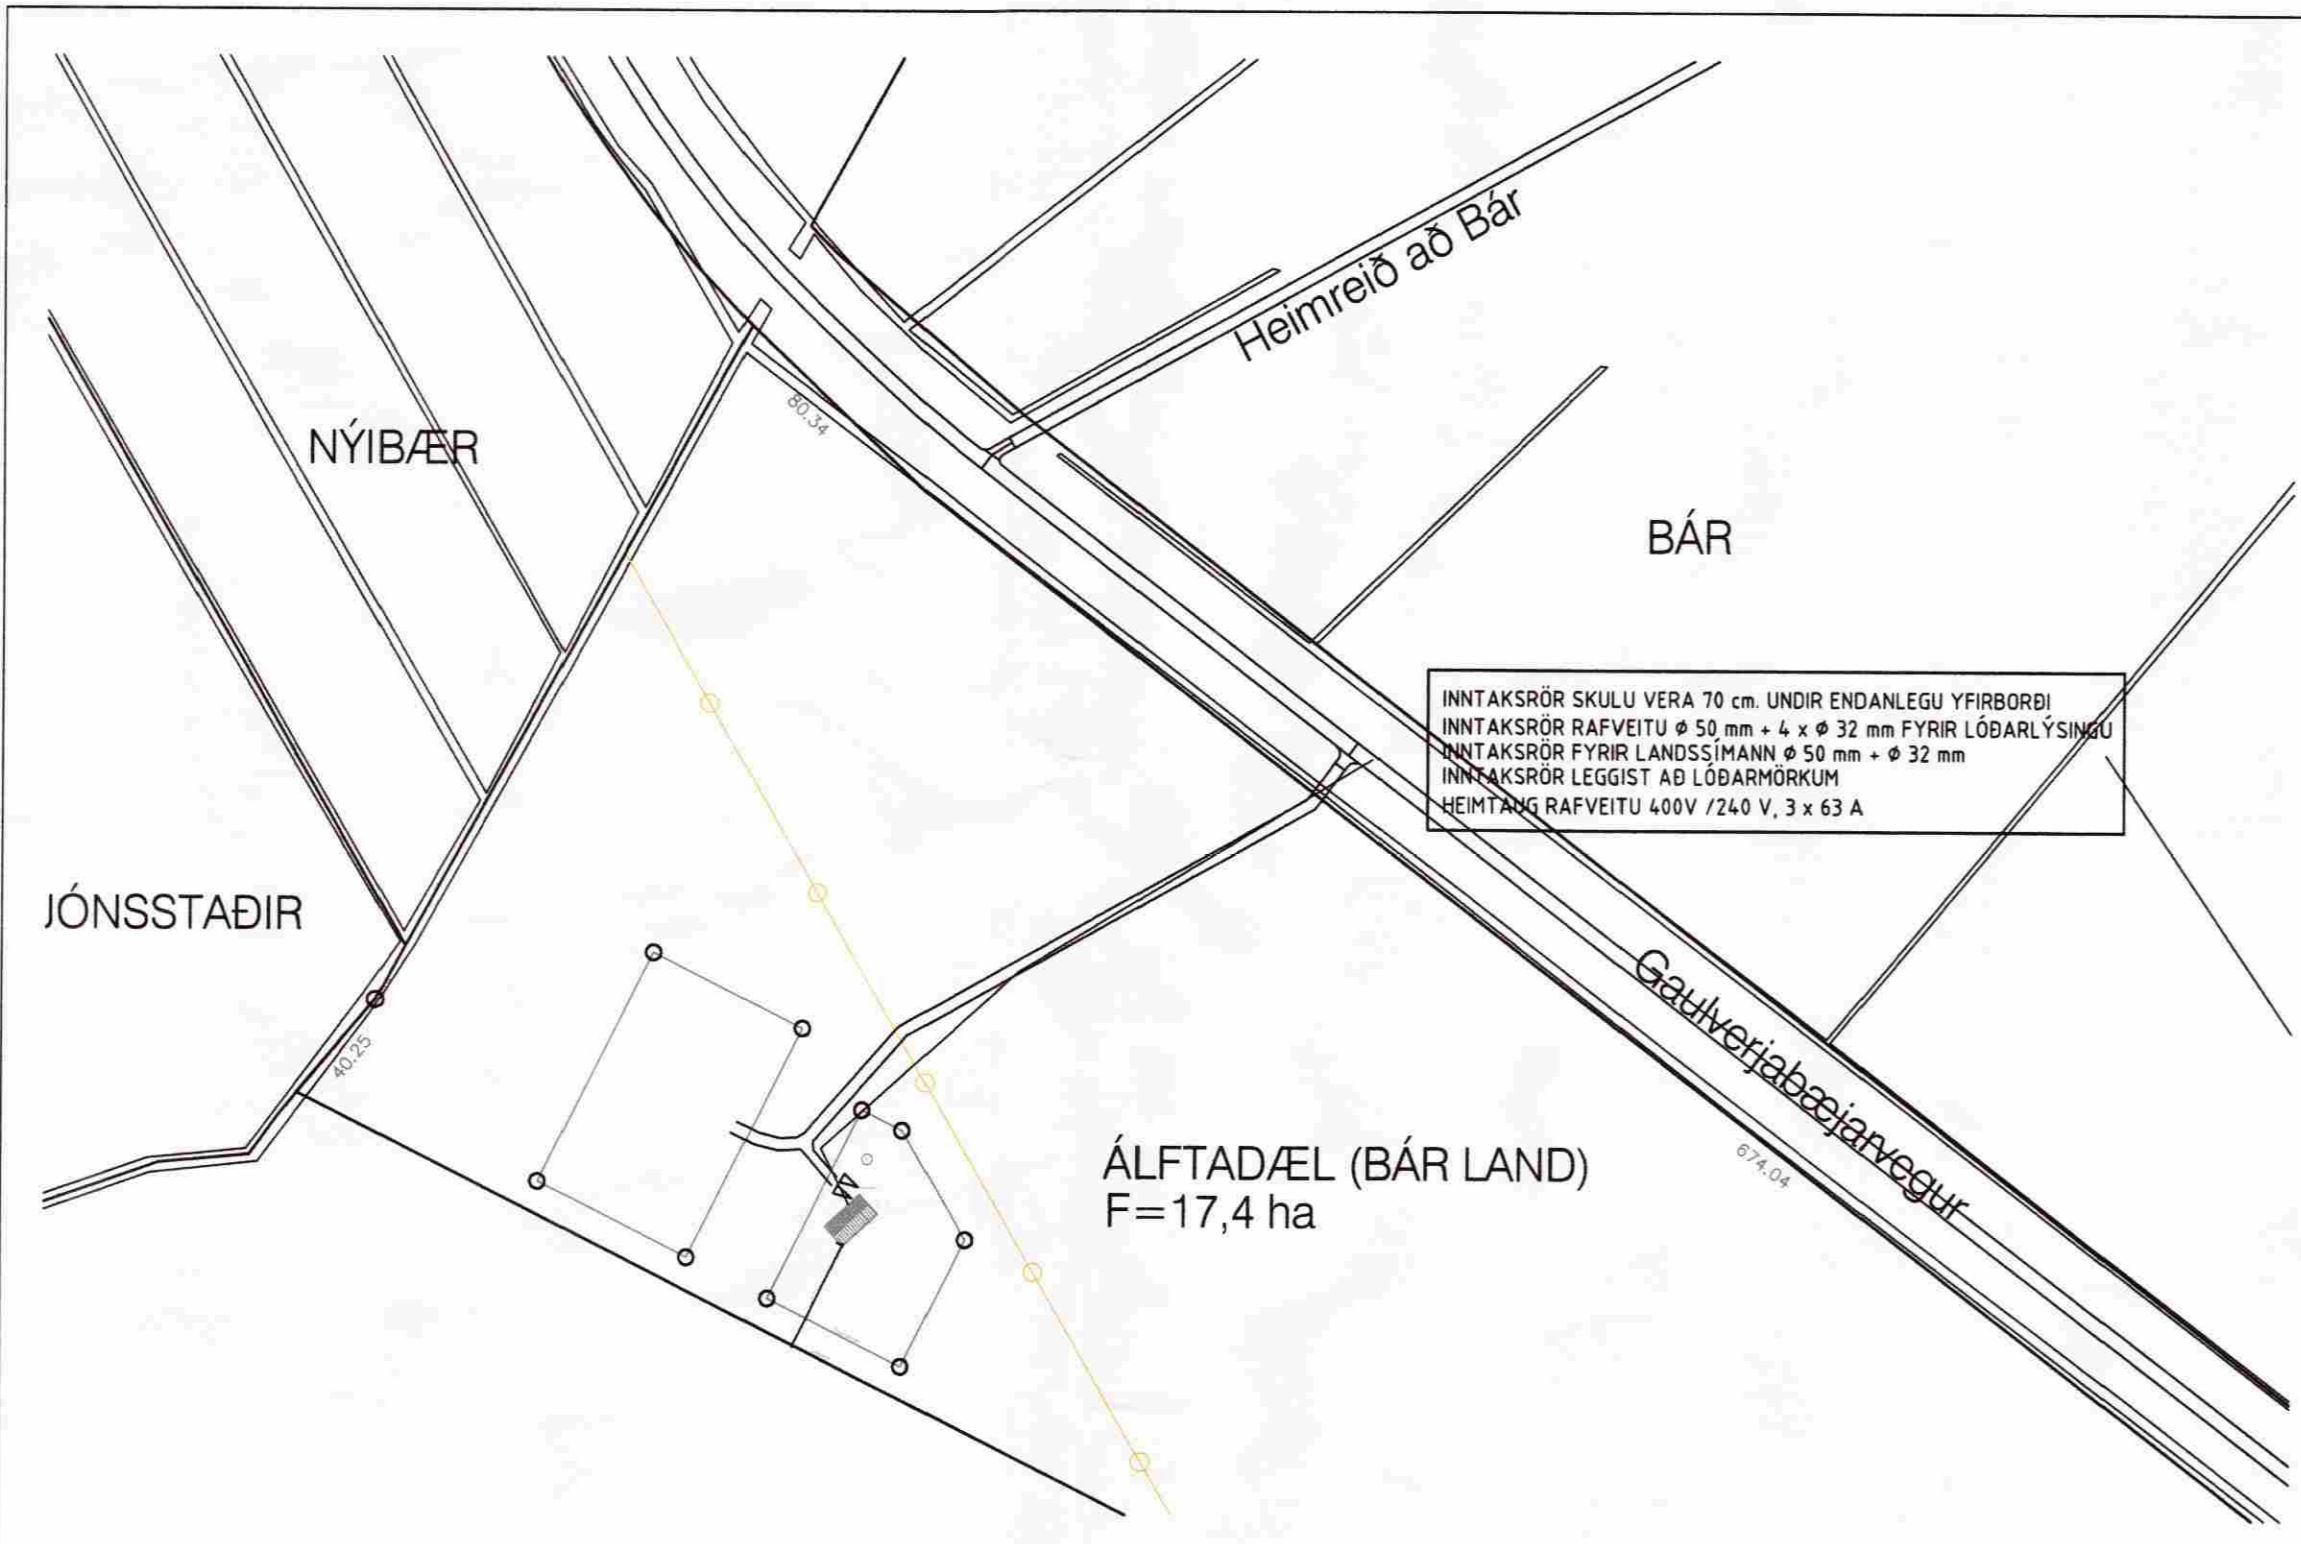 Heimreið að Bár
80.34
NÝIBÆR
BÁR
INNTAKSRÖR SKULU VERA 70 cm. UNDIR ENDANLEGU YFIRBORÐI
INNTAKSRÖR RAFVEITU ϕ 50 mm + 4 x ϕ 32 mm FYRIR LÓÐARLÝSINGU
INNTAKSRÖR FYRIR LANDSSÍMANN ϕ 50 mm + ϕ 32 mm
INNTAKSRÖR LEGGIST AÐ LÓÐARMÖRKUM
HEIMTAUG RAFVEITU 400V /240 V, 3 x 63 A
JÓNSSTAÐIR
40.25
Gaulverjabæjarvegur
674.04
ÁLFTADÆL (BÁR LAND)
F=17,4 ha